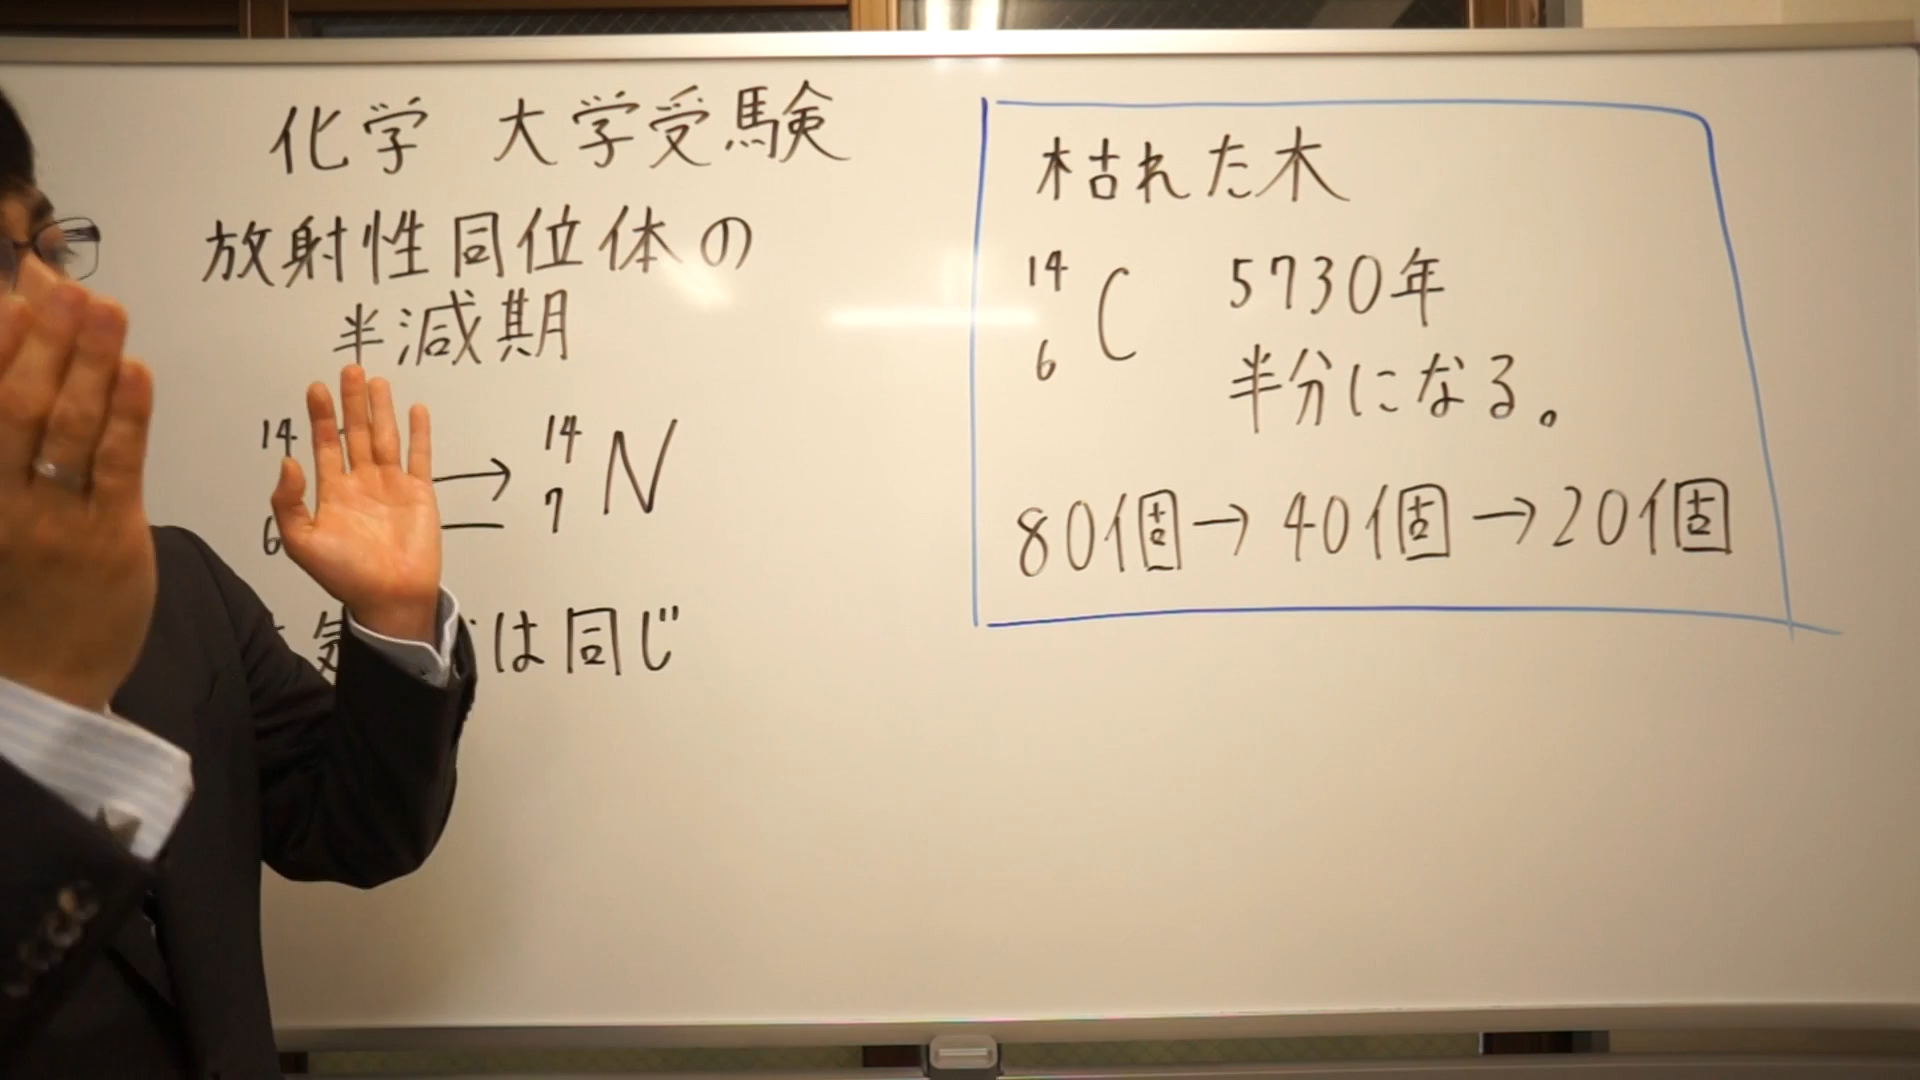 化学 大学受験
放射性同位体の
半減期
14 6 → 14 7 N
は同じ
枯れた木
14 6 C 5730年
半分になる。
80個→40個→20個